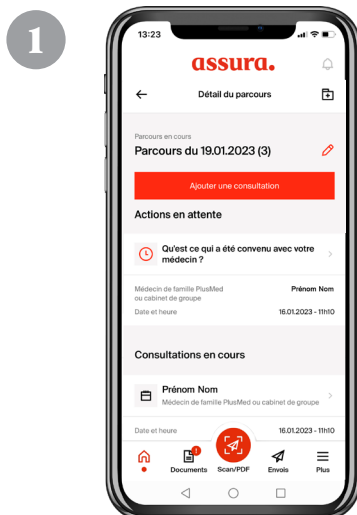 1
13:23
assura.
Détail du parcours
Parcours en cours
Parcours du 19.01.2023 (3)
Ajouter une consultation
Actions en attente
Qu'est ce qui a été convenu avec votre
médecin ?
Médecin de famille PlusMed
ou cabinet de groupe
Prénom Nom
Date et heure
16.01.2023 - 11h10
Consultations en cours
Prénom Nom
Médecin de famille PlusMed ou cabinet de groupe
Date et heure
16.01.2023 - 11h10
Documents
Scan/PDF
Envois
Plus